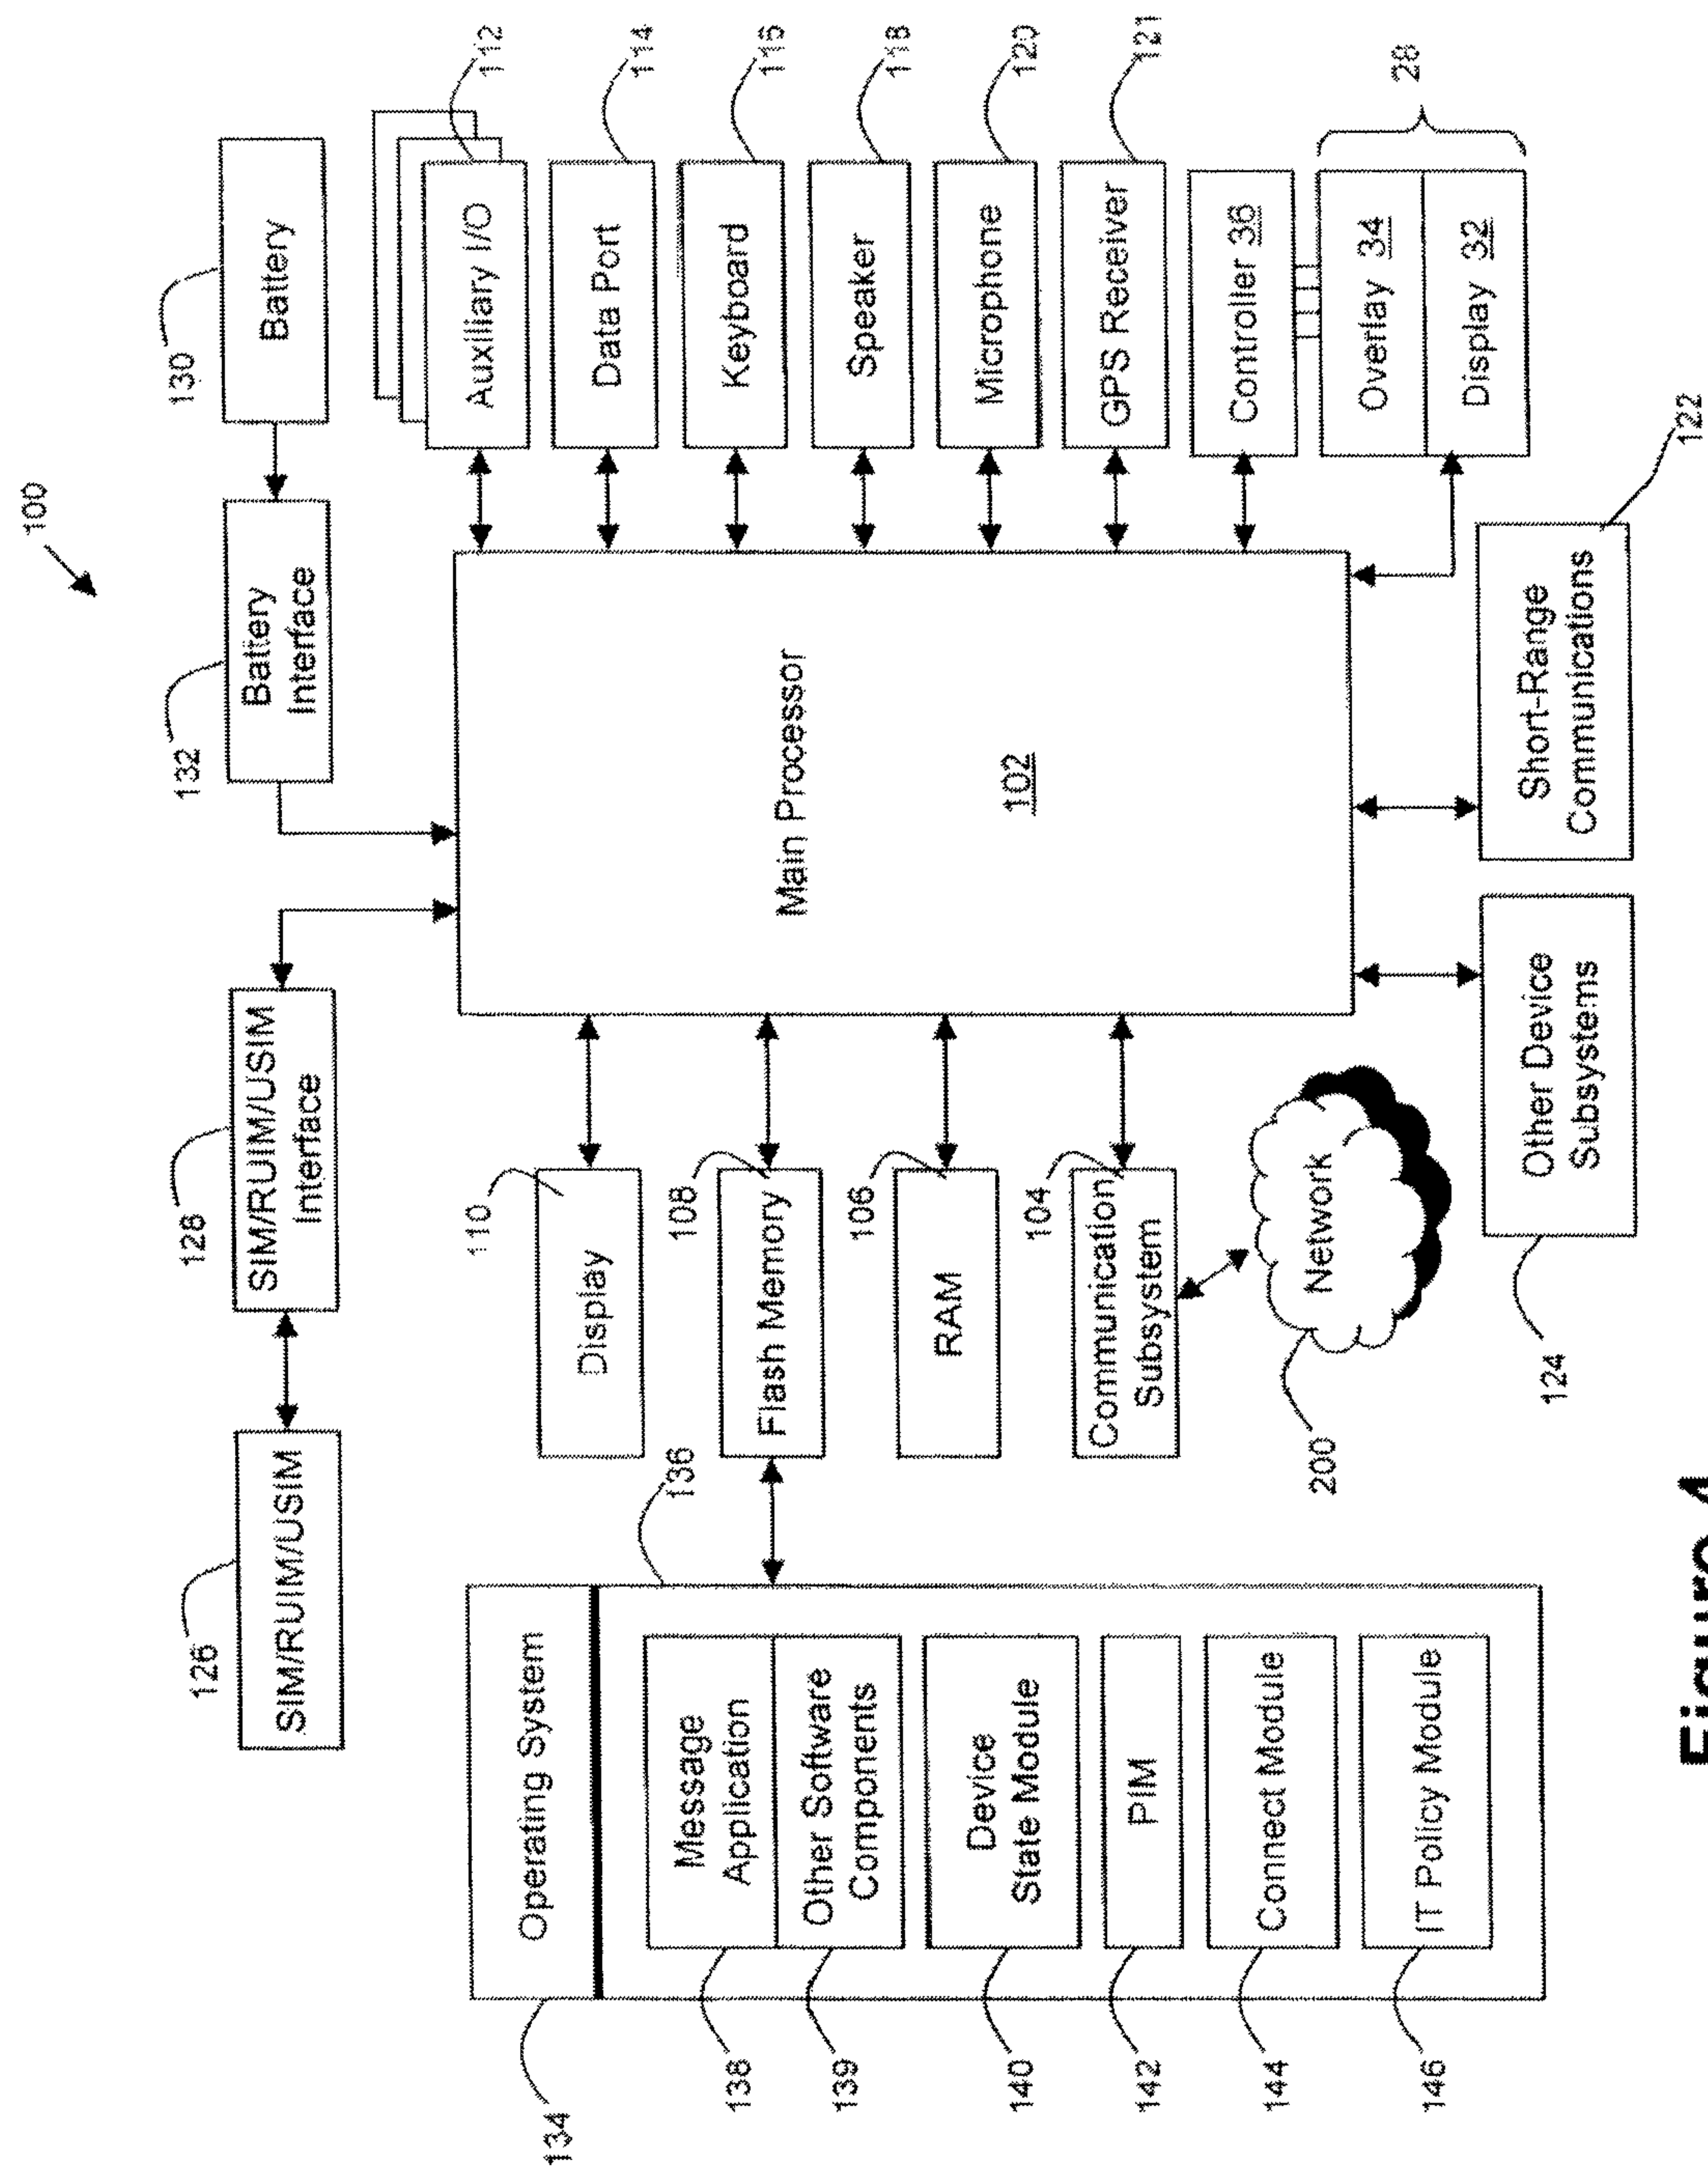 100
130
Battery
132
Battery
Interface
128
SIM/RUIM/USIM
Interface
126
SIM/RUIM/USIM
134
Operating System
136
138
Message
Application
139
Other Software
Components
140
Device
State Module
142
PIM
144
Connect Module
146
IT Policy Module
110
Display
108
Flash Memory
106
RAM
104
Communication
Subsystem
200
Network
Main Processor
102
Auxiliary I/O
112
Data Port
114
Keyboard
116
Speaker
118
Microphone
120
GPS Receiver
121
Controller 36
Overlay 34
Display 32
28
Short-Range
Communications
122
Other Device
Subsystems
124
Figure 4